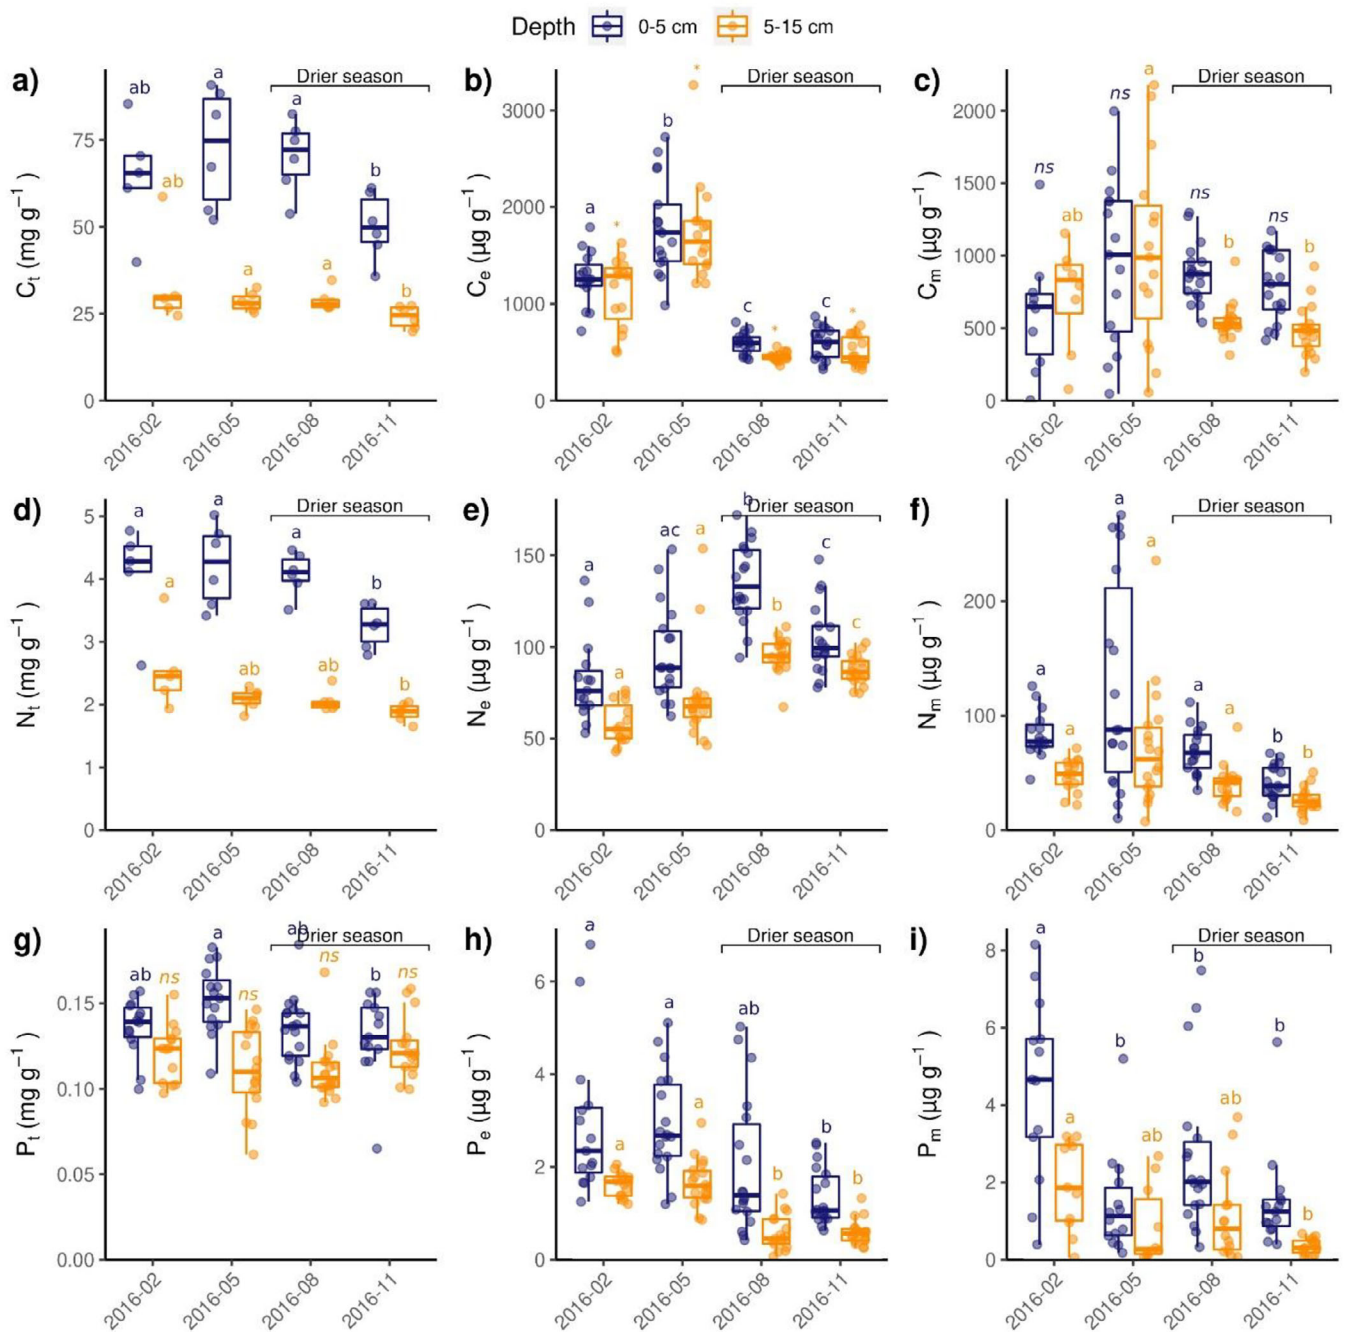 Depth 0-5 cm 5-15 cm
a) Drier season
b) Drier season
c) Drier season
ab a a b
ab a a b
a b c c
* * * *
ns ns ns ns
ab a b b
75
50
25
0
3000
2000
1000
0
2000
1500
1000
500
0
Cₜ (mg g⁻¹)
Cₑ (µg g⁻¹)
Cₘ (µg g⁻¹)
2016-02 2016-05 2016-08 2016-11
2016-02 2016-05 2016-08 2016-11
2016-02 2016-05 2016-08 2016-11
d) Drier season
e) Drier season
f) Drier season
a a a b
a ab ab b
a ac b c
a a b c
a a a b
a a a b
5
4
3
2
1
0
150
100
50
0
200
100
0
Nₜ (mg g⁻¹)
Nₑ (µg g⁻¹)
Nₘ (µg g⁻¹)
2016-02 2016-05 2016-08 2016-11
2016-02 2016-05 2016-08 2016-11
2016-02 2016-05 2016-08 2016-11
g) Drier season
h) Drier season
i) Drier season
ab a ab b
ns ns ns ns
a a ab b
a a b b
a b b b
a ab ab b
0.15
0.10
0.05
0.00
6
4
2
0
8
6
4
2
0
Pₜ (mg g⁻¹)
Pₑ (µg g⁻¹)
Pₘ (µg g⁻¹)
2016-02 2016-05 2016-08 2016-11
2016-02 2016-05 2016-08 2016-11
2016-02 2016-05 2016-08 2016-11